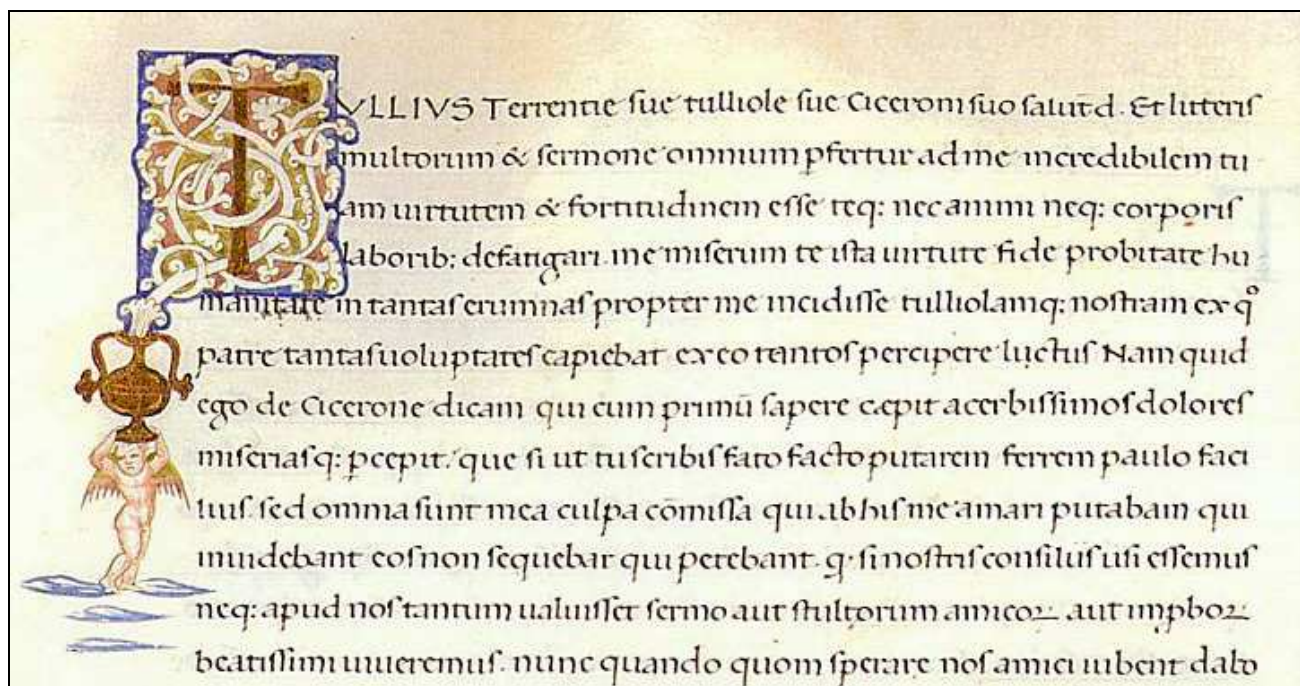 TVLLIVS Terrentie sue tulliole sue Ciceroni suo salut̄ d. Et litteris
multorum & sermone omnium p̱fertur ad me incredibilem tu
am uirtutem & fortitudinem esse teq: nec animi neq: corporis
laborib: defatigari. me miserum te ista uirtute fide probitate hu
manitate in tantas erumnas propter me incidisse tulliolamq: nostram ex qͦ
patre tantas uoluptates capiebat ex eo tantos percipere luctus Nam quid
ego de Cicerone dicam qui cum primū sapere cæpit acerbissimos dolores
miseriasq: p̱cepit. que si ut tu scribis fato facto putarem ferrem paulo faci
lius sed omnia sunt mea culpa cōmissa qui ab his me amari putabam qui
inuidebant eos non sequebar qui petebant. q. si nostris consiliis usi essemus
neq: apud nos tantum ualuisset sermo aut stultorum amicoꝝ aut imp̱boꝝ
beatissimi uiueremus. nunc quando quom sperare nos amici iubent dabo